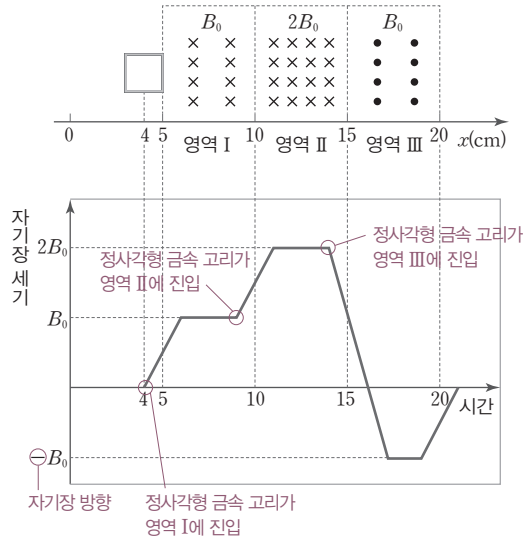 B₀ 2B₀ B₀
0 4 5 10 15 20 x(cm)
영역 Ⅰ 영역 Ⅱ 영역 Ⅲ
자기장 세기
2B₀
정사각형 금속 고리가
영역 Ⅲ에 진입
정사각형 금속 고리가
영역 Ⅱ에 진입
B₀
4 5 10 15 20 시간
-B₀
자기장 방향
정사각형 금속 고리가
영역 Ⅰ에 진입